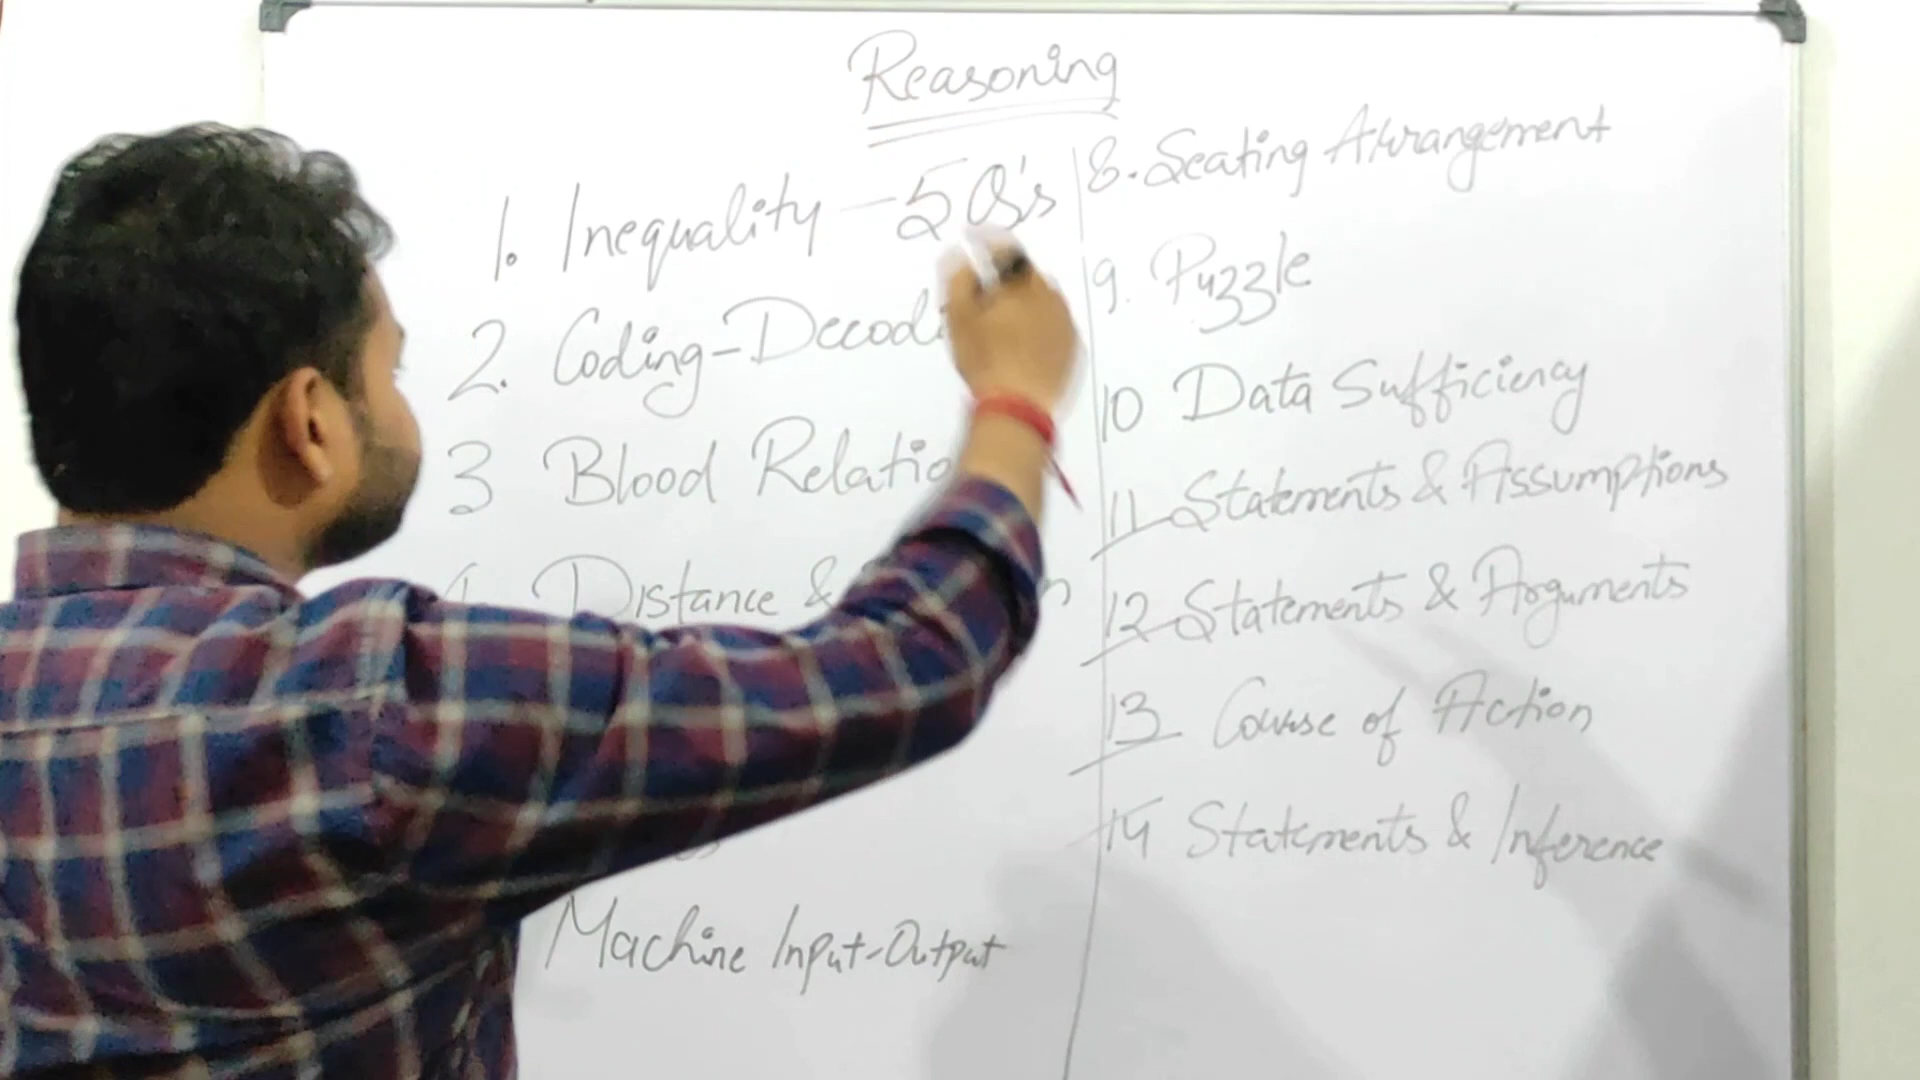 Reasoning
1. Inequality - 5 Q's
2. Coding-Decodi
3 Blood Relatio
Distance &
Machine Input-Output
8. Seating Arrangement
9. Puzzle
10 Data Sufficiency
11 Statements & Assumptions
12 Statements & Arguments
13 Course of Action
14 Statements & Inference